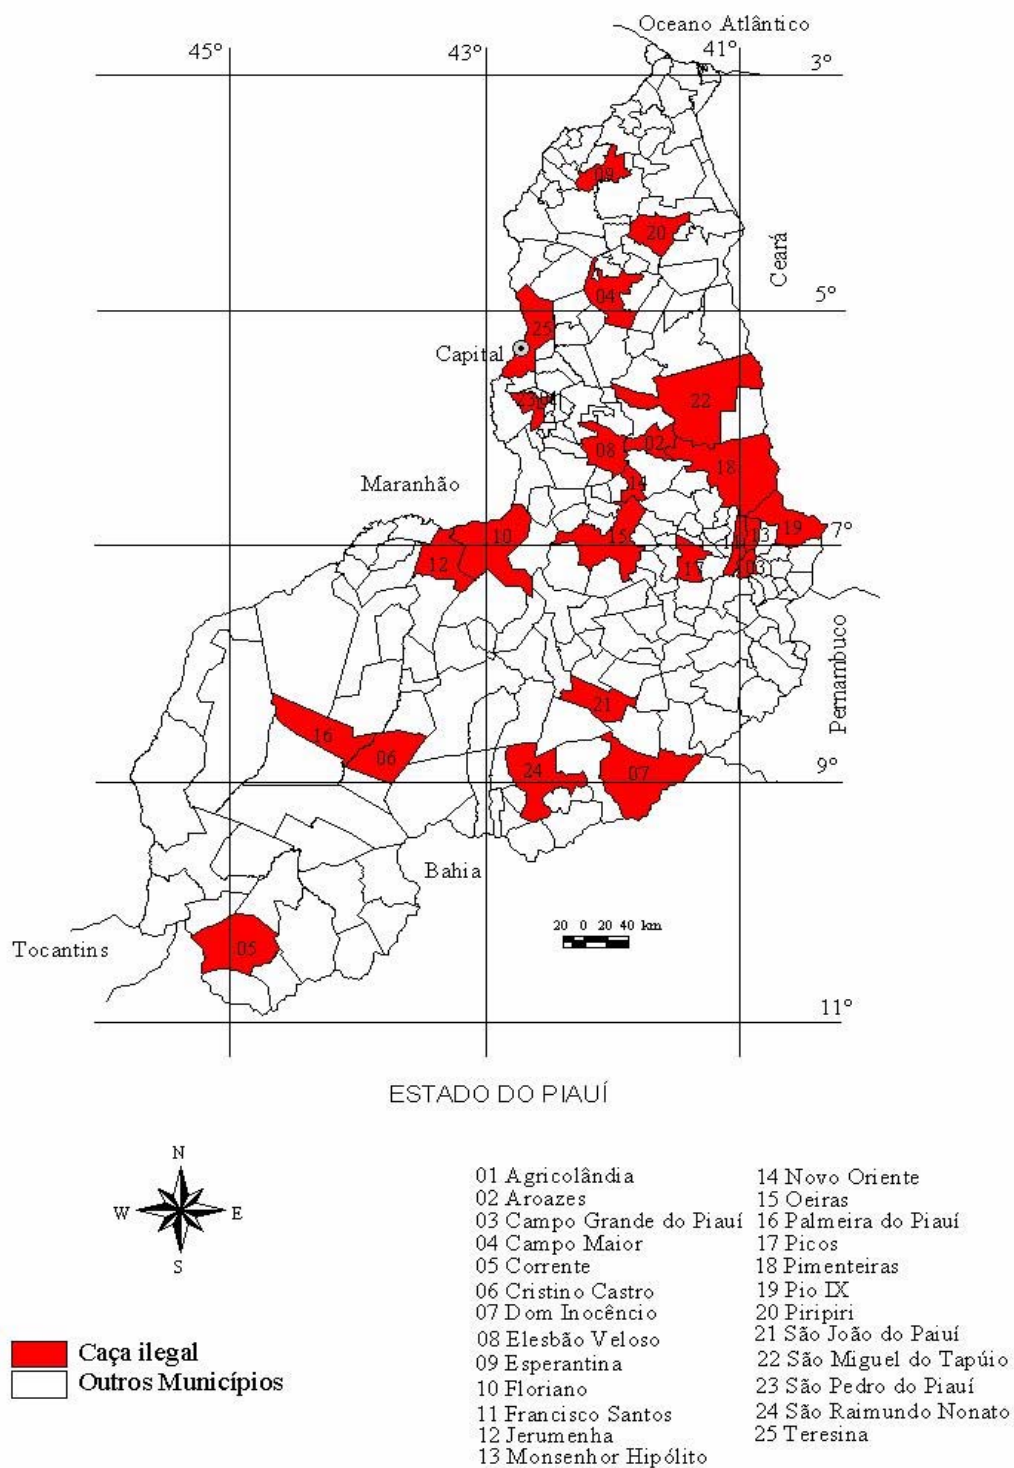 Oceano Atlântico
45°
43°
41°
3°
09
20
Ceará
04
5°
25
Capital
22
23
01
02
08
18
14
Maranhão
10
15
13
19
7°
12
17
11
03
Pernambuco
21
16
06
24
07
9°
Bahia
20 0 20 40 km
05
Tocantins
11°
ESTADO DO PIAUÍ
N
W
E
S
01 Agricolândia
02 Aroazes
03 Campo Grande do Piauí
04 Campo Maior
05 Corrente
06 Cristino Castro
07 Dom Inocêncio
08 Elesbão Veloso
09 Esperantina
10 Floriano
11 Francisco Santos
12 Jerumenha
13 Monsenhor Hipólito
14 Novo Oriente
15 Oeiras
16 Palmeira do Piauí
17 Picos
18 Pimenteiras
19 Pio IX
20 Piripiri
21 São João do Paiuí
22 São Miguel do Tapúio
23 São Pedro do Piauí
24 São Raimundo Nonato
25 Teresina
Caça ilegal
Outros Municípios